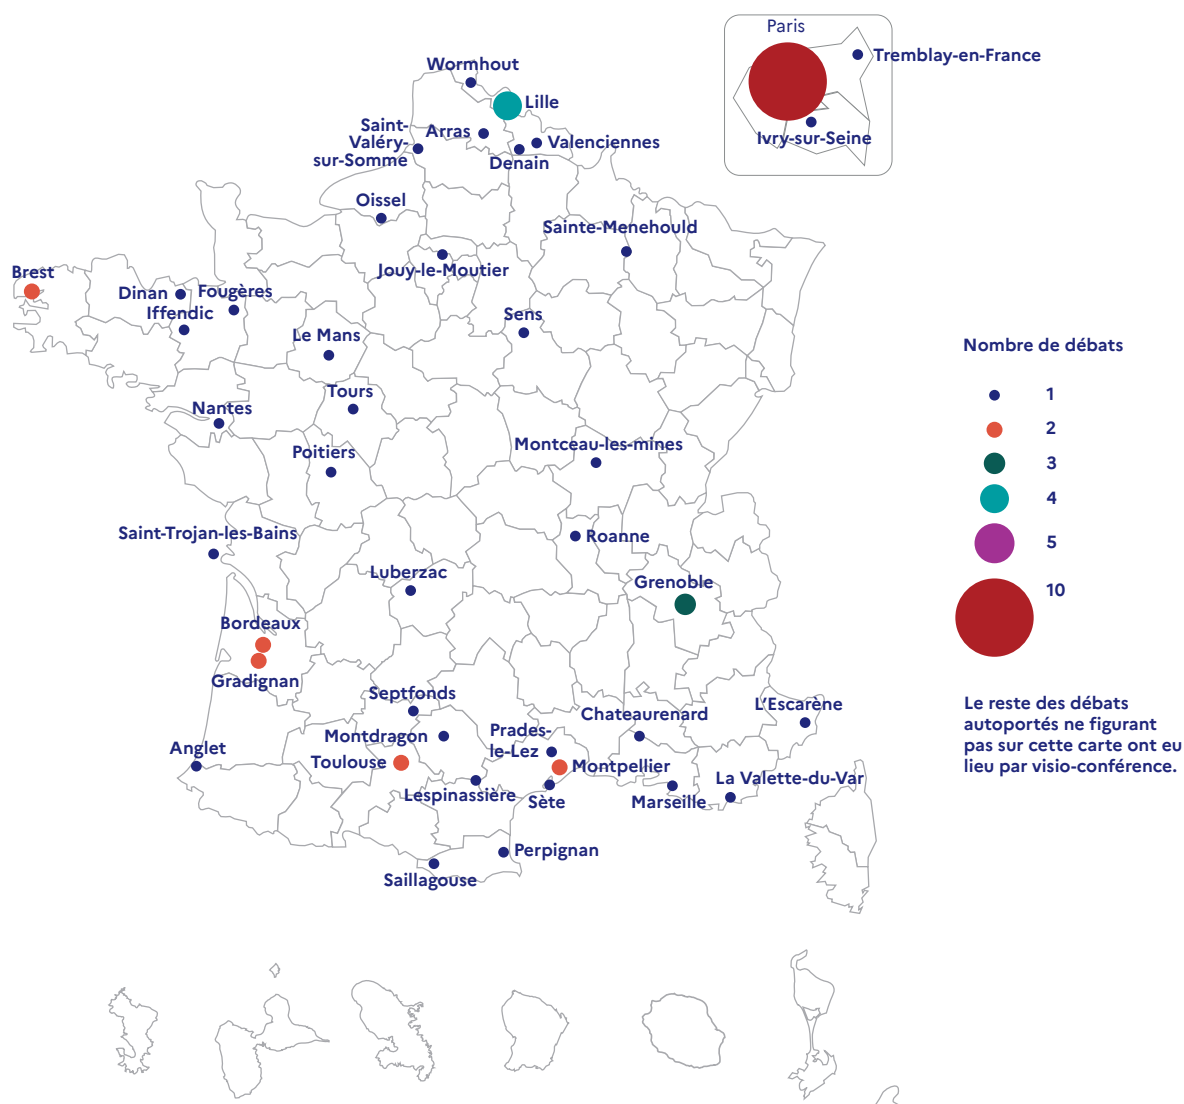 Paris
Tremblay-en-France
Ivry-sur-Seine
Wormhout
Lille
Saint-
Valéry-
sur-Somme
Arras
Valenciennes
Denain
Oissel
Sainte-Menehould
Jouy-le-Moutier
Brest
Dinan
Fougères
Iffendic
Sens
Le Mans
Tours
Nantes
Montceau-les-mines
Poitiers
Saint-Trojan-les-Bains
Roanne
Luberzac
Grenoble
Bordeaux
Gradignan
Septfonds
L'Escarène
Chateaurenard
Montdragon
Prades-
le-Lez
Anglet
Toulouse
Montpellier
La Valette-du-Var
Lespinassière
Sète
Marseille
Perpignan
Saillagouse
Nombre de débats
1
2
3
4
5
10
Le reste des débats
autoportés ne figurant
pas sur cette carte ont eu
lieu par visio-conférence.